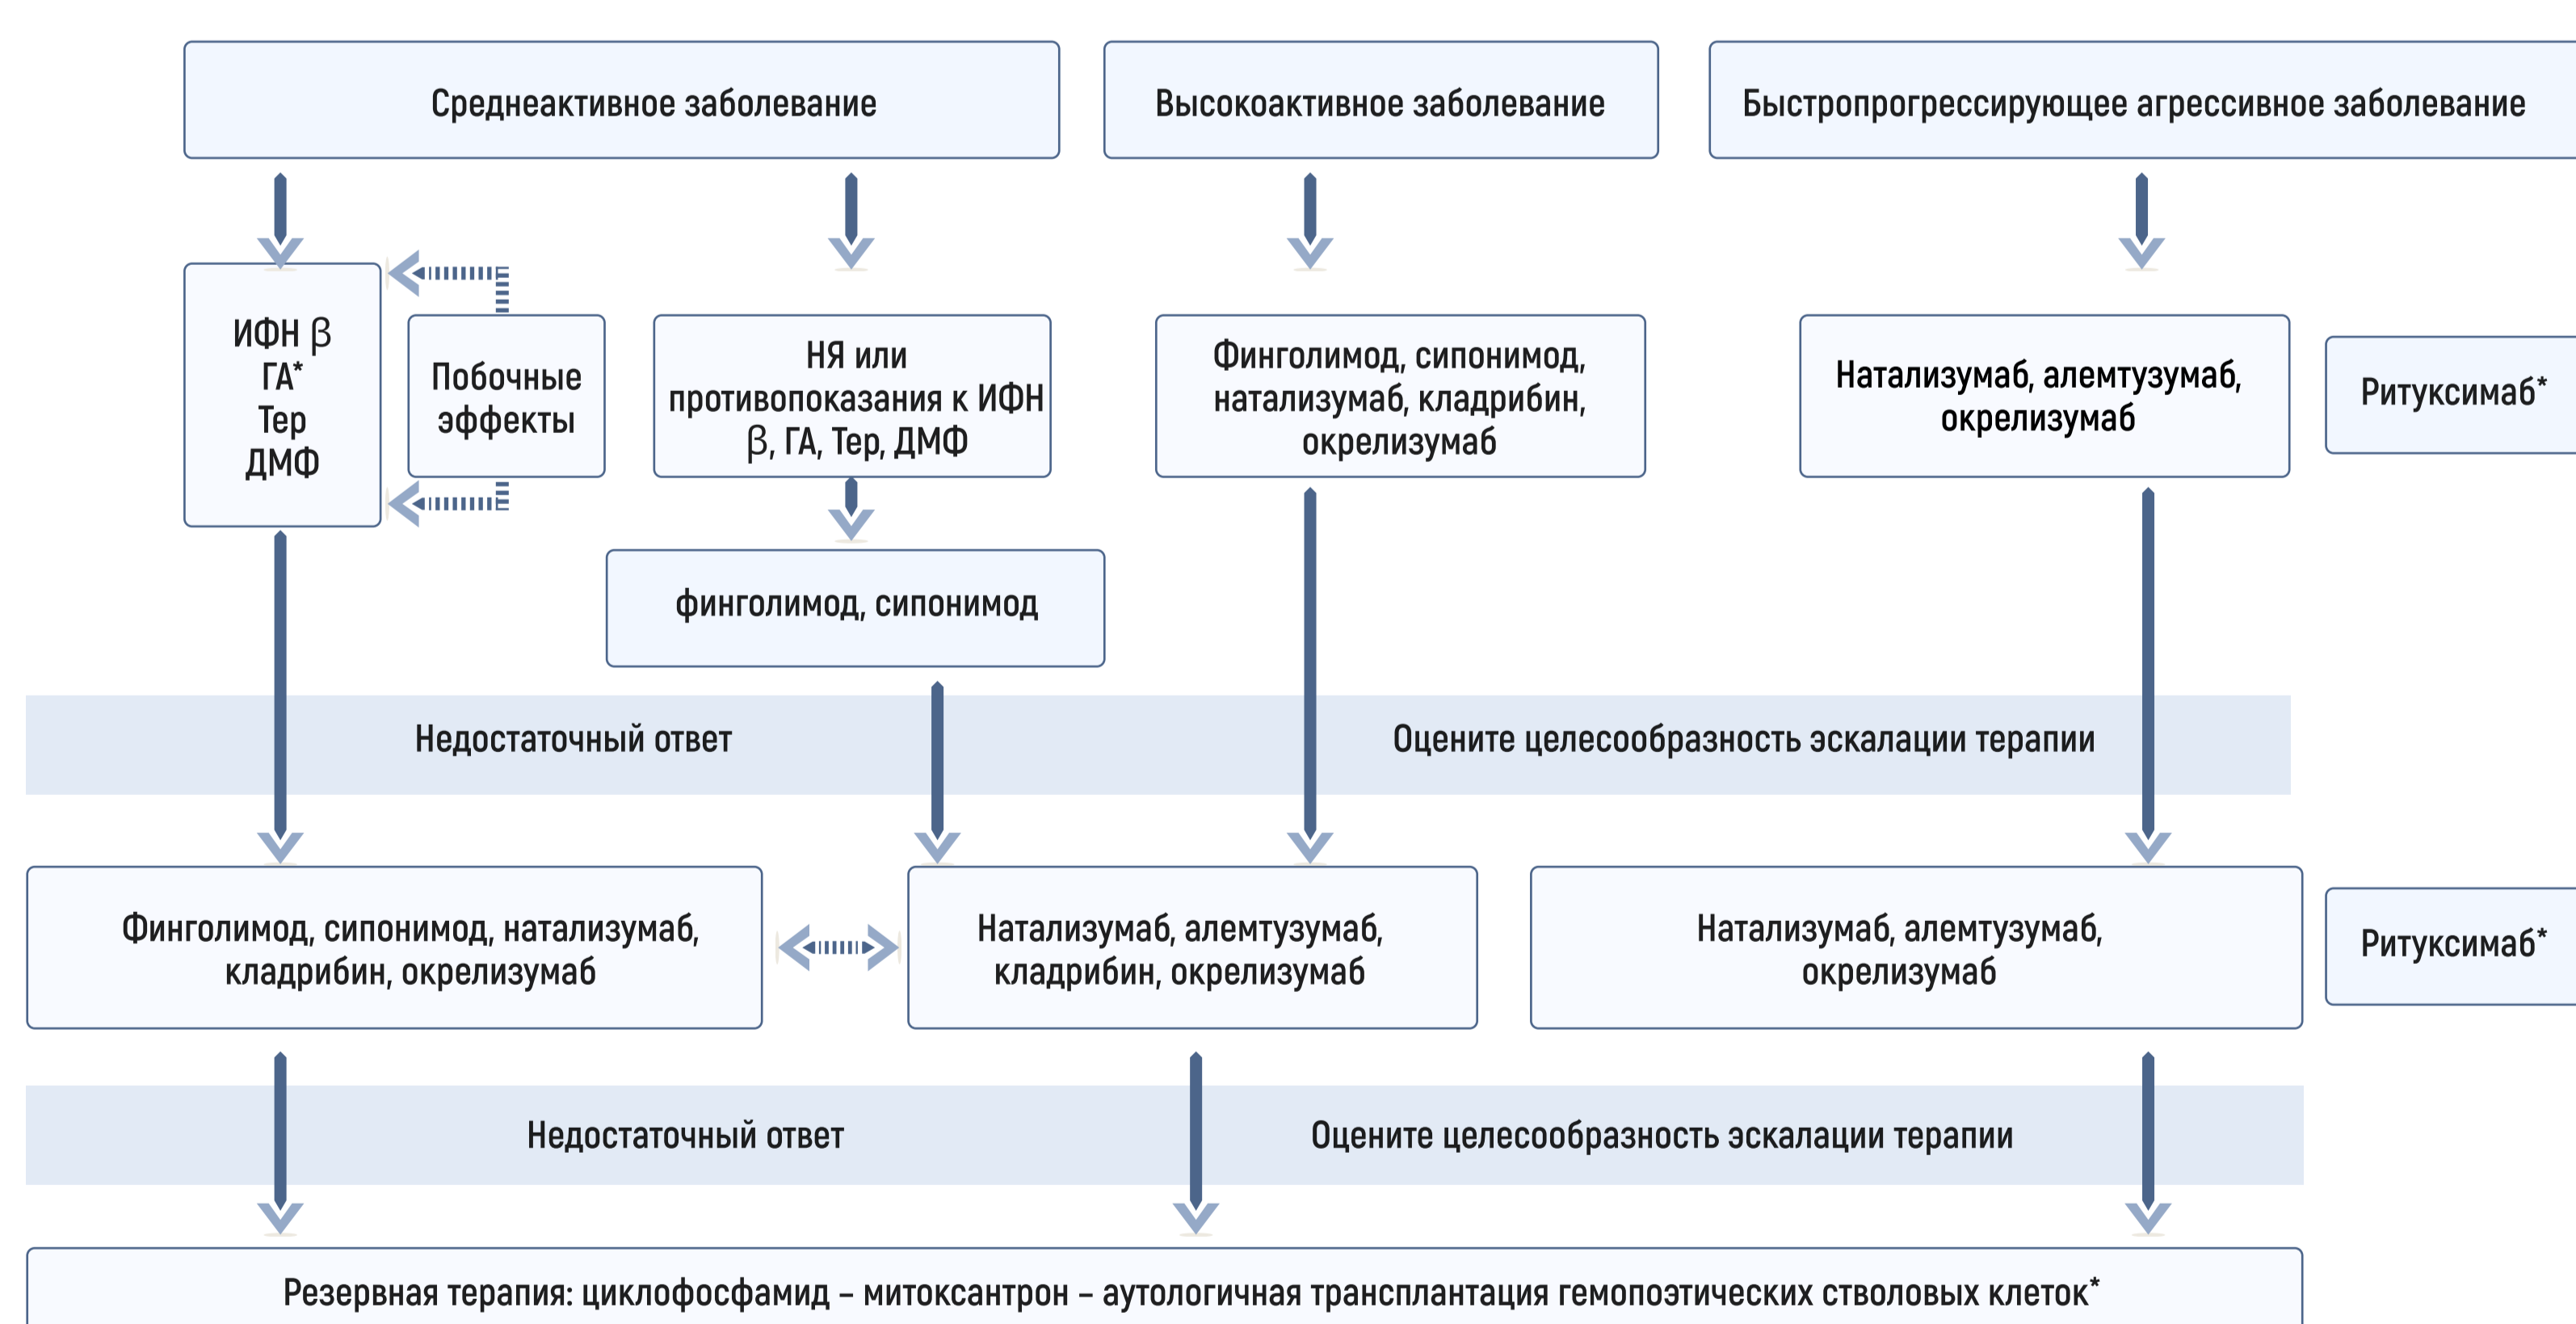 Среднеактивное заболевание
Высокоактивное заболевание
Быстропрогрессирующее агрессивное заболевание
ИФН β
ГА*
Тер
ДМФ
Побочные
эффекты
НЯ или
противопоказания к ИФН
β, ГА, Тер, ДМФ
Финголимод, сипонимод,
натализумаб, кладрибин,
окрелизумаб
Натализумаб, алемтузумаб,
окрелизумаб
Ритуксимаб*
финголимод, сипонимод
Недостаточный ответ
Оцените целесообразность эскалации терапии
Финголимод, сипонимод, натализумаб,
кладрибин, окрелизумаб
Натализумаб, алемтузумаб,
кладрибин, окрелизумаб
Натализумаб, алемтузумаб,
окрелизумаб
Ритуксимаб*
Недостаточный ответ
Оцените целесообразность эскалации терапии
Резервная терапия: циклофосфамид – митоксантрон – аутологичная трансплантация гемопоэтических стволовых клеток*